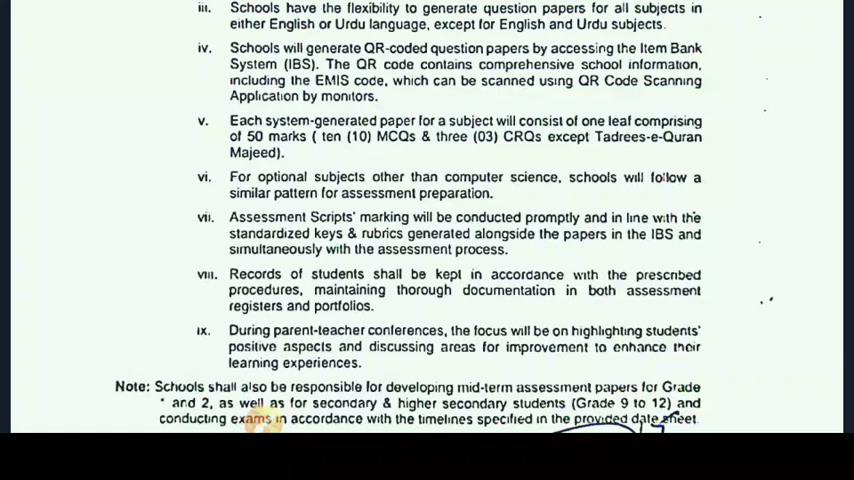 iii. Schools have the flexibility to generate question papers for all subjects in
either English or Urdu language, except for English and Urdu subjects.
iv. Schools will generate QR-coded question papers by accessing the Item Bank
System (IBS). The QR code contains comprehensive school information,
including the EMIS code, which can be scanned using QR Code Scanning
Application by monitors.
v. Each system-generated paper for a subject will consist of one leaf comprising
of 50 marks ( ten (10) MCQs & three (03) CRQs except Tadrees-e-Quran
Majeed).
vi. For optional subjects other than computer science, schools will follow a
similar pattern for assessment preparation.
vii. Assessment Scripts' marking will be conducted promptly and in line with the
standardized keys & rubrics generated alongside the papers in the IBS and
simultaneously with the assessment process.
viii. Records of students shall be kept in accordance with the prescribed
procedures, maintaining thorough documentation in both assessment
registers and portfolios.
ix. During parent-teacher conferences, the focus will be on highlighting students'
positive aspects and discussing areas for improvement to enhance their
learning experiences.
Note: Schools shall also be responsible for developing mid-term assessment papers for Grade
and 2, as well as for secondary & higher secondary students (Grade 9 to 12) and
conducting exams in accordance with the timelines specified in the provided date sheet